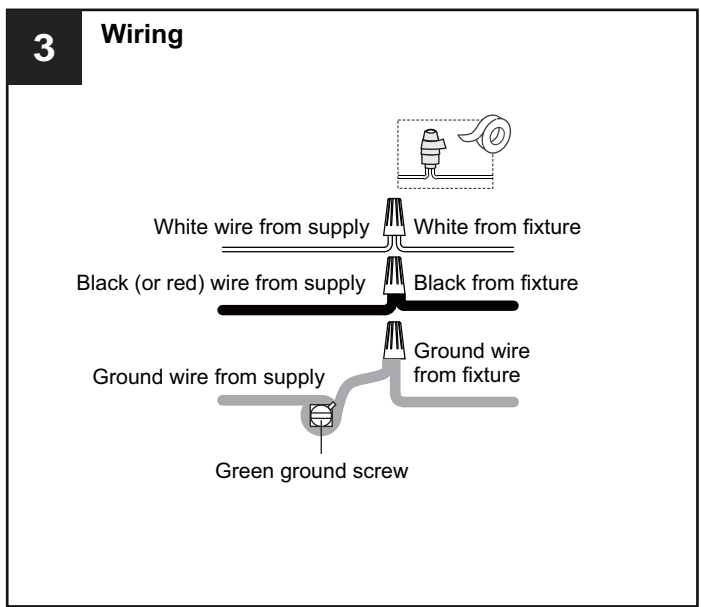 3
Wiring
White wire from supply
White from fixture
Black (or red) wire from supply
Black from fixture
Ground wire from supply
Ground wire
from fixture
Green ground screw